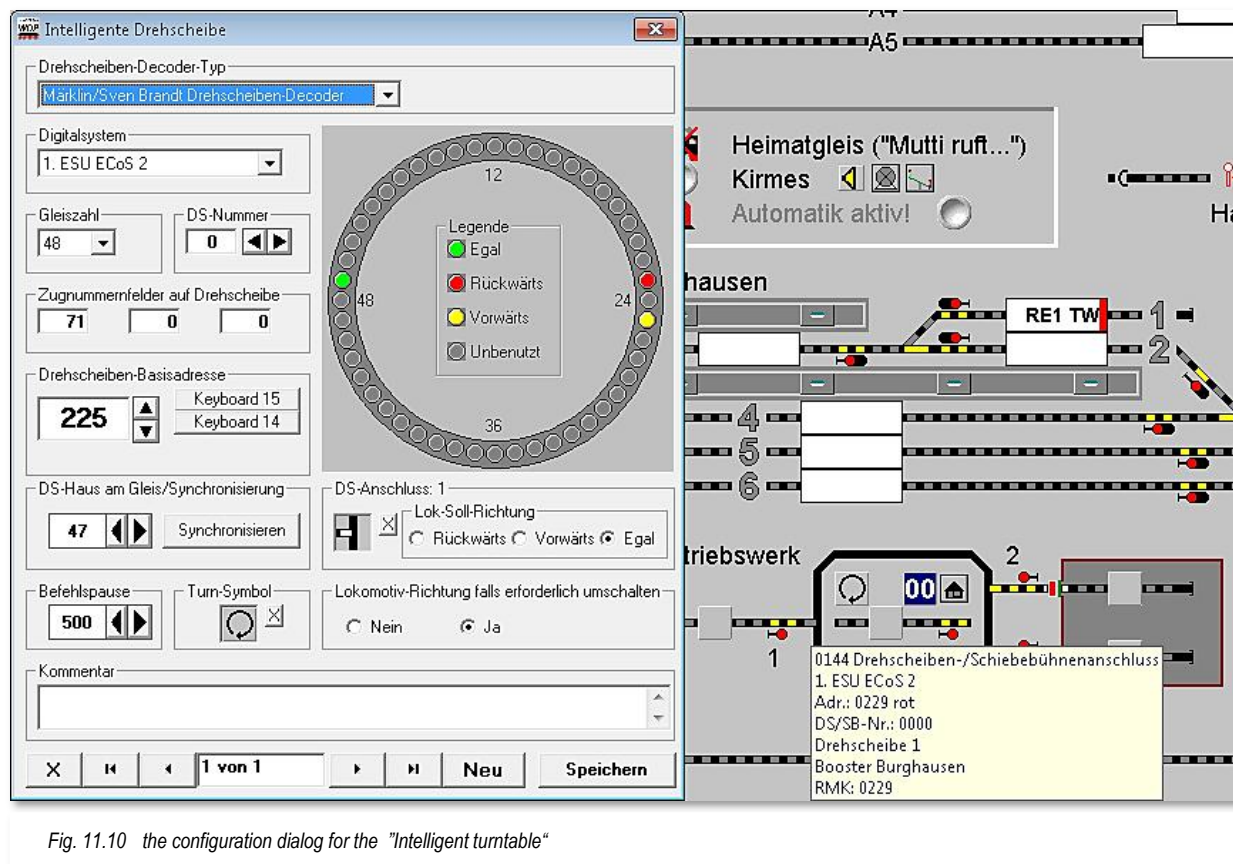 WDP Intelligente Drehscheibe
Drehscheiben-Decoder-Typ
Märklin/Sven Brandt Drehscheiben-Decoder
Digitalsystem
1. ESU ECoS 2
Gleiszahl
48
DS-Nummer
0
Zugnummernfelder auf Drehscheibe
71 0 0
Drehscheiben-Basisadresse
225
Keyboard 15
Keyboard 14
DS-Haus am Gleis/Synchronisierung
47
Synchronisieren
Befehlspause
500
Turn-Symbol
X
12
48
24
36
Legende
Egal
Rückwärts
Vorwärts
Unbenutzt
DS-Anschluss: 1
X
Lok-Soll-Richtung
Rückwärts Vorwärts Egal
Lokomotiv-Richtung falls erforderlich umschalten
Nein Ja
Kommentar
X 1 von 1 Neu Speichern
A5
Heimatgleis ("Mutti ruft...")
Kirmes
Automatik aktiv!
Ha
hausen
RE1 TW 1
2
4
5
6
triebswerk
2
00
1
0144 Drehscheiben-/Schiebebühnenanschluss
1. ESU ECoS 2
Adr.: 0229 rot
DS/SB-Nr.: 0000
Drehscheibe 1
Booster Burghausen
RMK: 0229
Fig. 11.10 the configuration dialog for the ”Intelligent turntable“